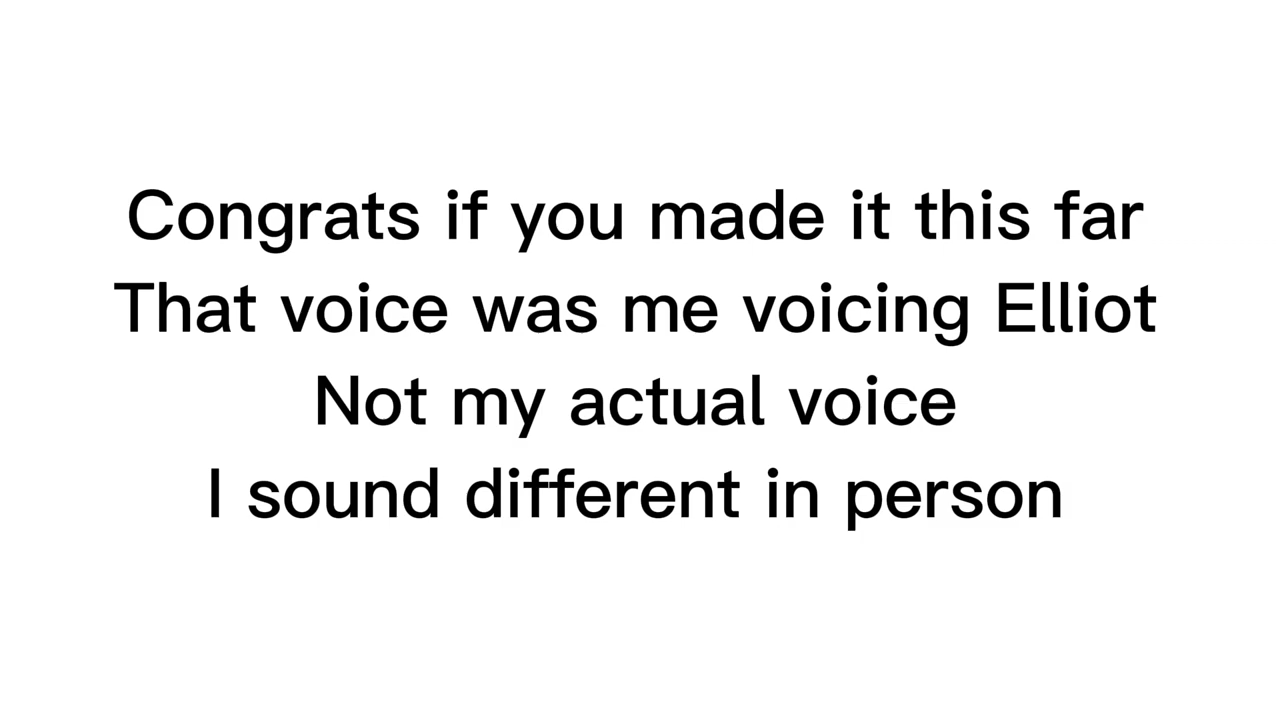 Congrats if you made it this far
That voice was me voicing Elliot
Not my actual voice
I sound different in person